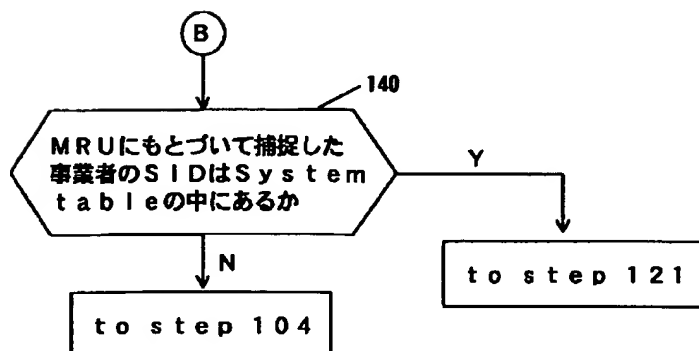 B
140
MRUにもとづいて捕捉した
事業者のSIDはSystem
tableの中にあるか
Y
N
to step 121
to step 104